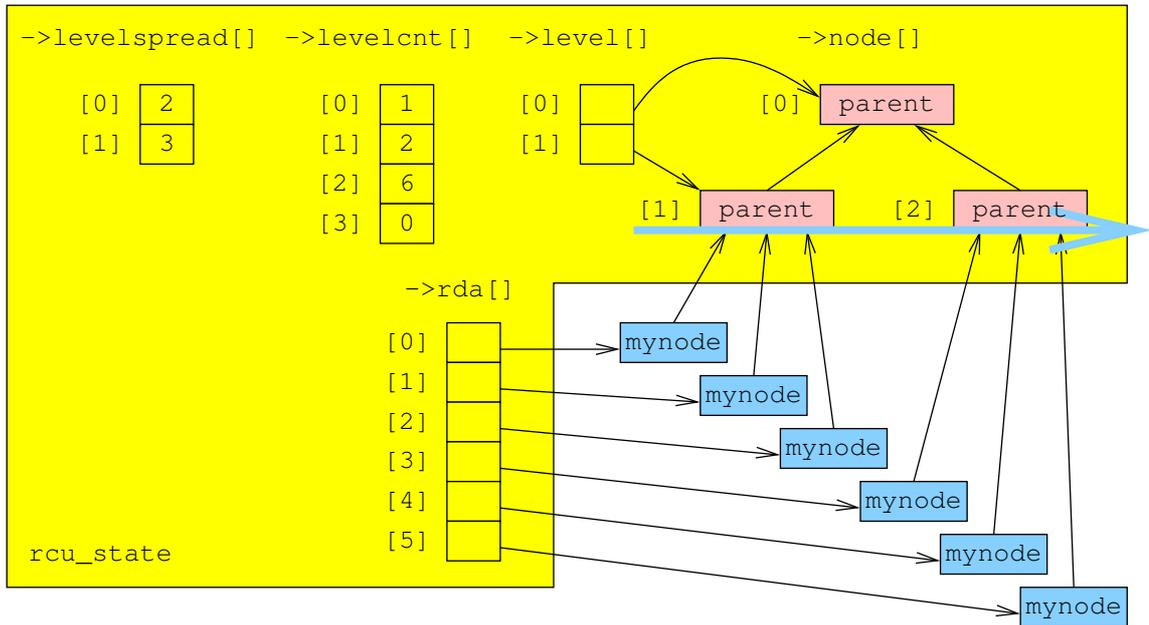 ->levelspread[] ->levelcnt[] ->level[] ->node[]
[0] 2 [0] 1 [0] [0] parent
[1] 3 [1] 2 [1]
[2] 6
[1] parent [2] parent
[3] 0
->rda[]
[0] mynode
[1] mynode
[2] mynode
[3] mynode
[4] mynode
[5] mynode
rcu_state